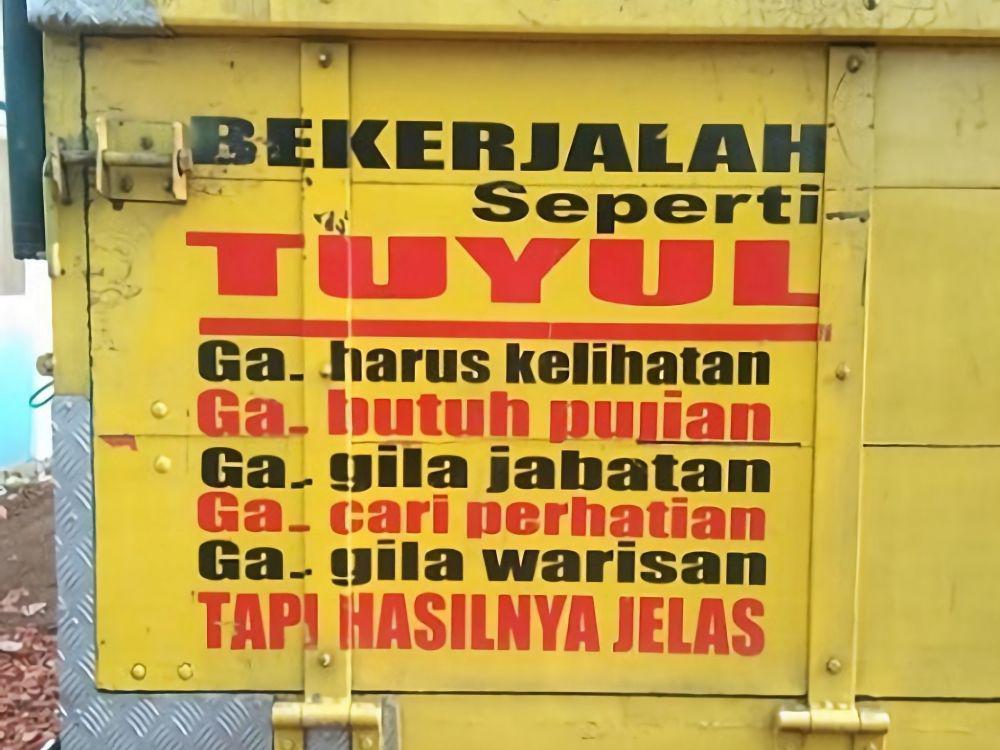 BEKERJALAH
Seperti
TUYUL
Ga.. harus kelihatan
Ga.. butuh pujian
Ga.. gila jabatan
Ga.. cari perhatian
Ga.. gila warisan
TAPI HASILNYA JELAS